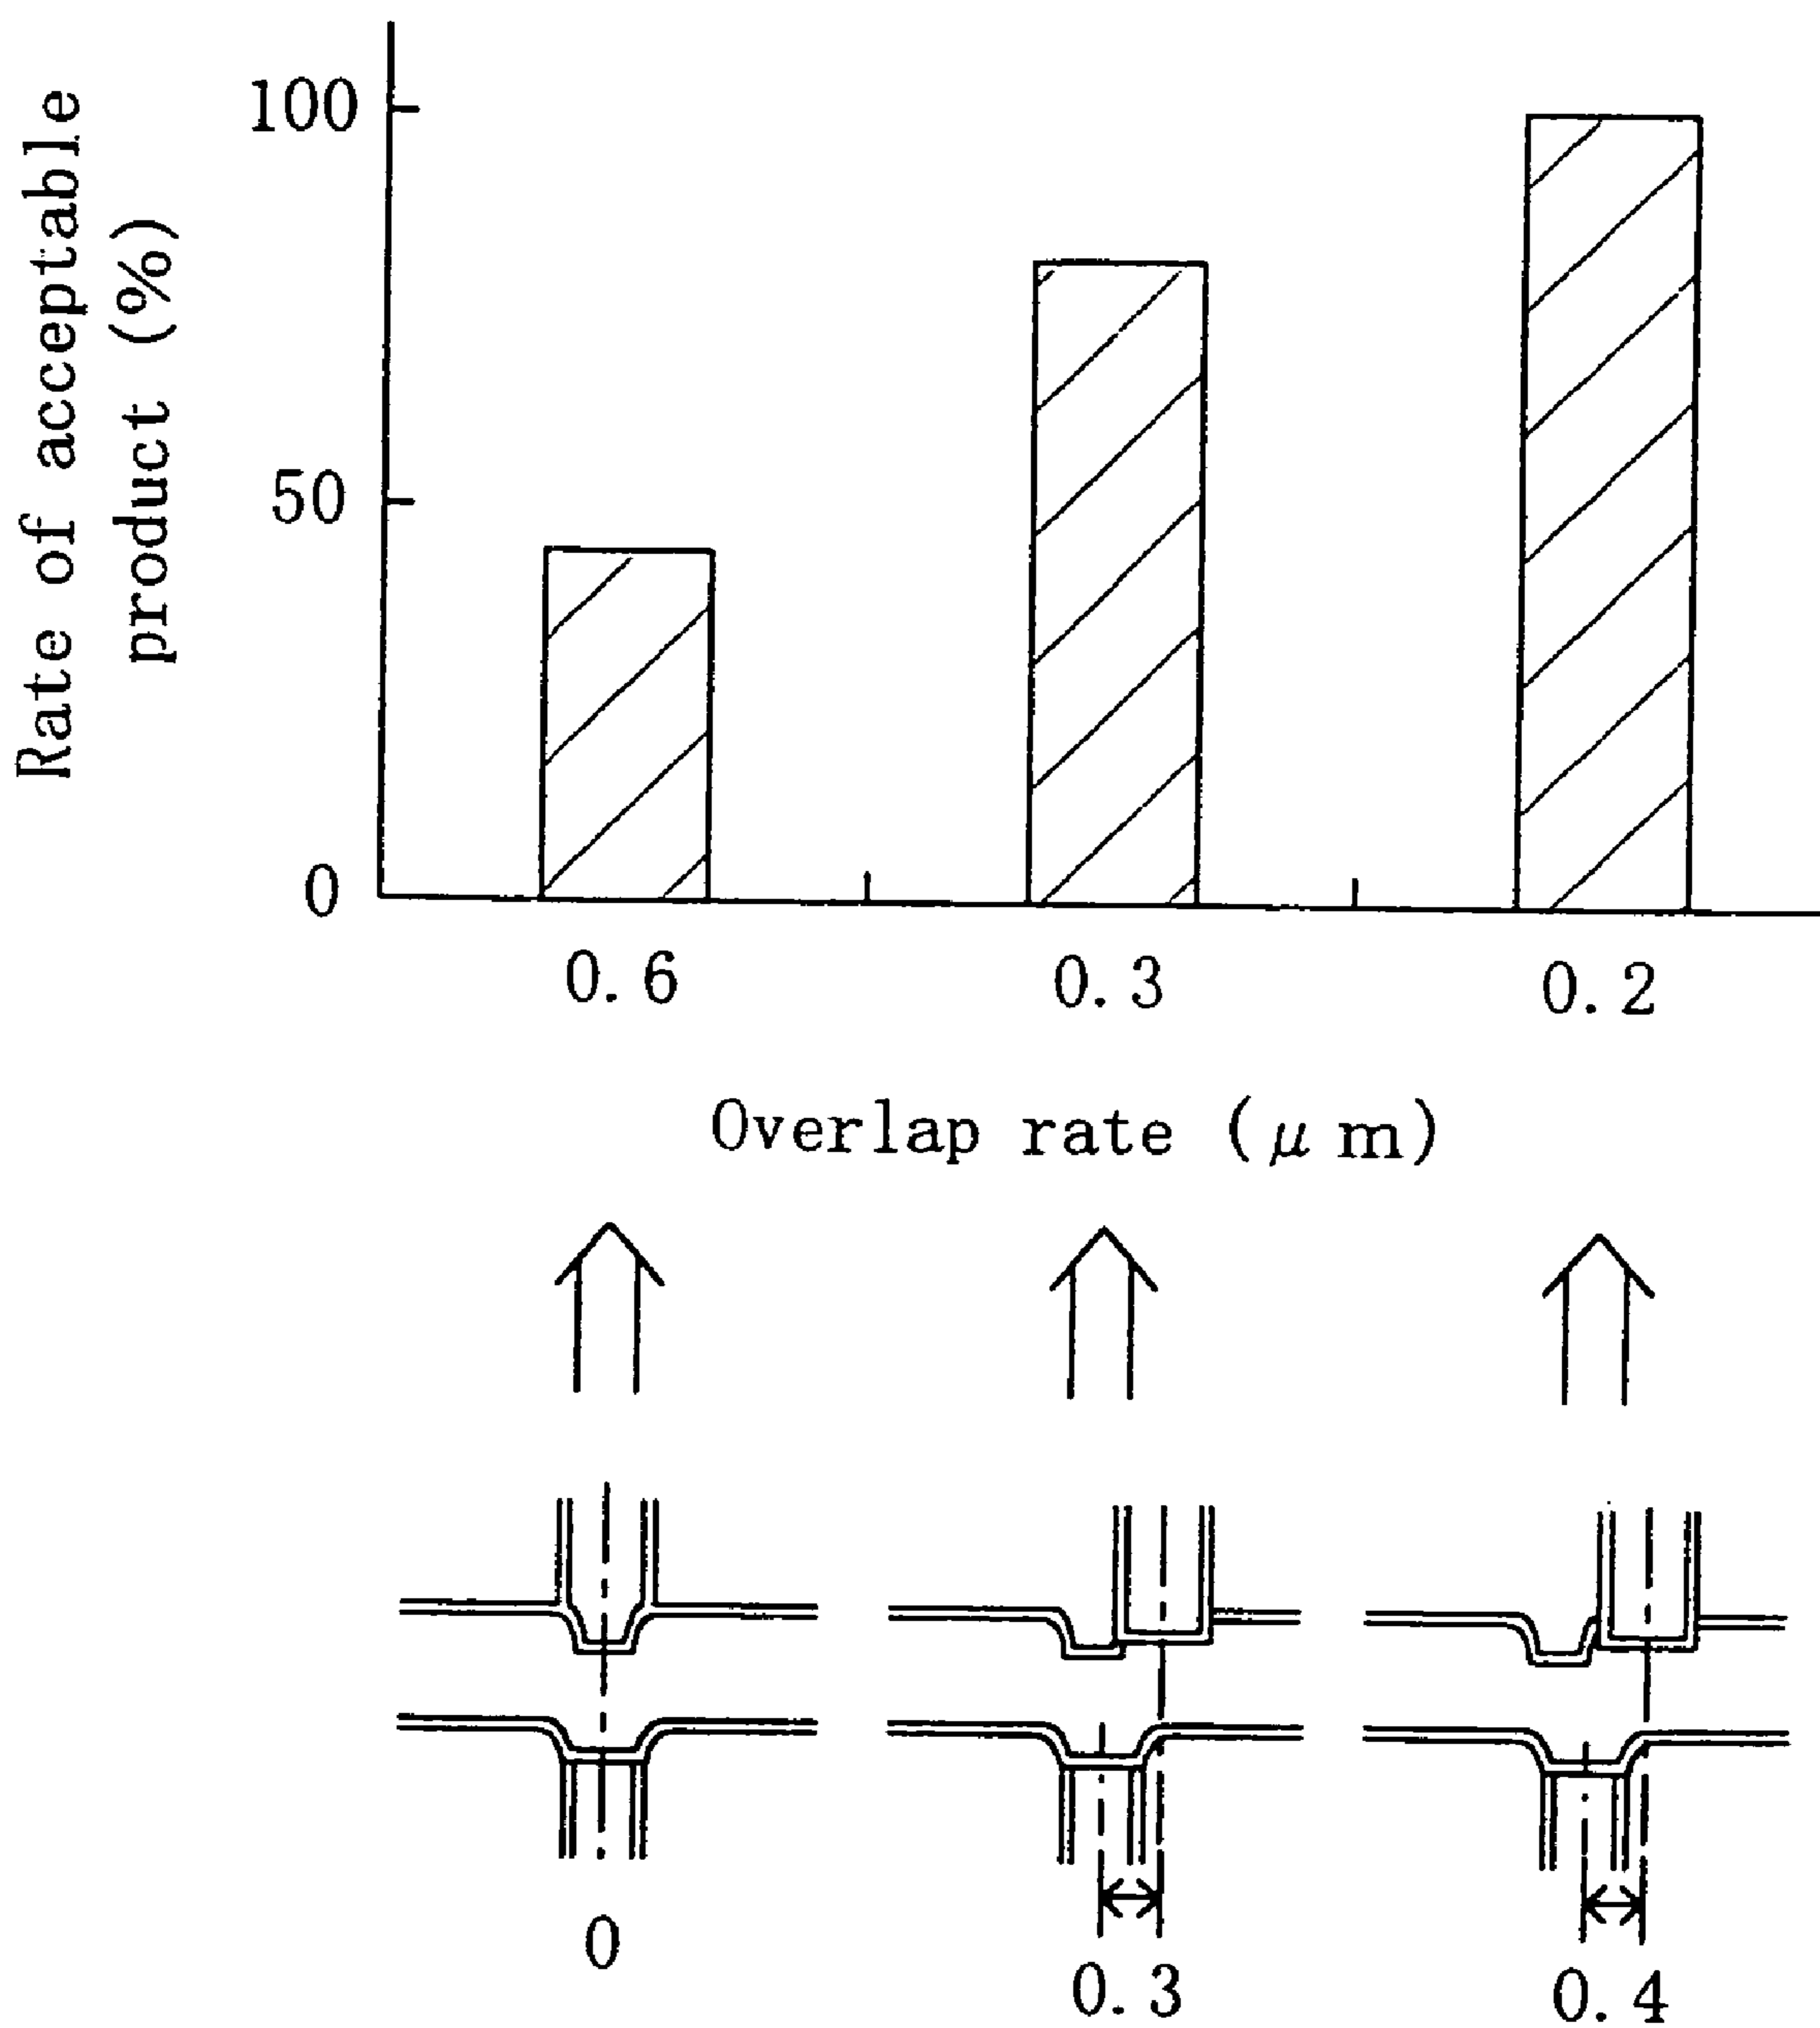 Rate of acceptable
product (%)
100
50
0
0.6 0.3 0.2
Overlap rate (μm)
0 0.3 0.4